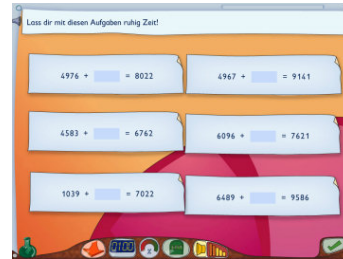 Lass dir mit diesen Aufgaben ruhig Zeit!
4976 + = 8022
4967 + = 9141
4583 + = 6762
6096 + = 7621
1039 + = 7022
6489 + = 9586